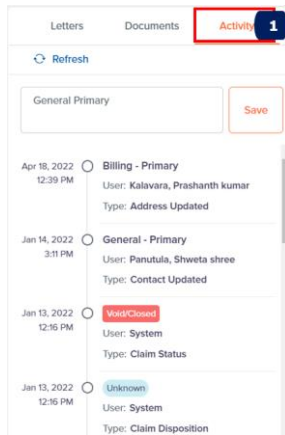 Letters Documents Activity 1
Refresh
General Primary
Save
Apr 18, 2022 Billing - Primary
12:39 PM User: Kalavara, Prashanth kumar
Type: Address Updated
Jan 14, 2022 General - Primary
3:11 PM User: Panutula, Shweta shree
Type: Contact Updated
Jan 13, 2022 Void/Closed
12:16 PM User: System
Type: Claim Status
Jan 13, 2022 Unknown
12:16 PM User: System
Type: Claim Disposition